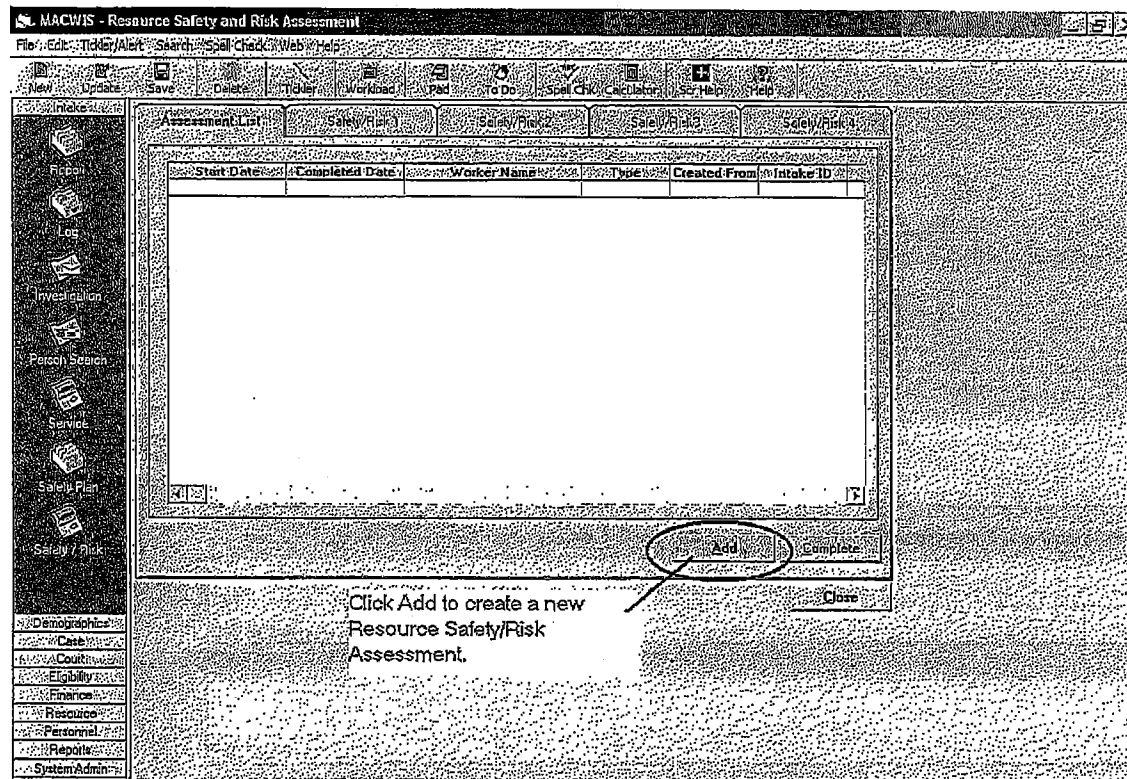 MACWIS - Resource Safety and Risk Assessment
File Edit Tickler/Alert Search Spell Check Web Help
New Update Save Delete Tickler Workload Pad To Do Spell Chk Calculator Scr Help Help
Intake
Report
Log
Investigation
Person Search
Service
Safety Plan
Safety / Risk
Demographics
Case
Court
Eligibility
Finance
Resource
Personnel
Reports
System Admin
Assessment List Safety/Risk 1 Safety/Risk 2 Safety/Risk 3 Safety/Risk 4
Start Date Completed Date Worker Name Type Created From Intake ID
Add Complete
Close
Click Add to create a new
Resource Safety/Risk
Assessment.